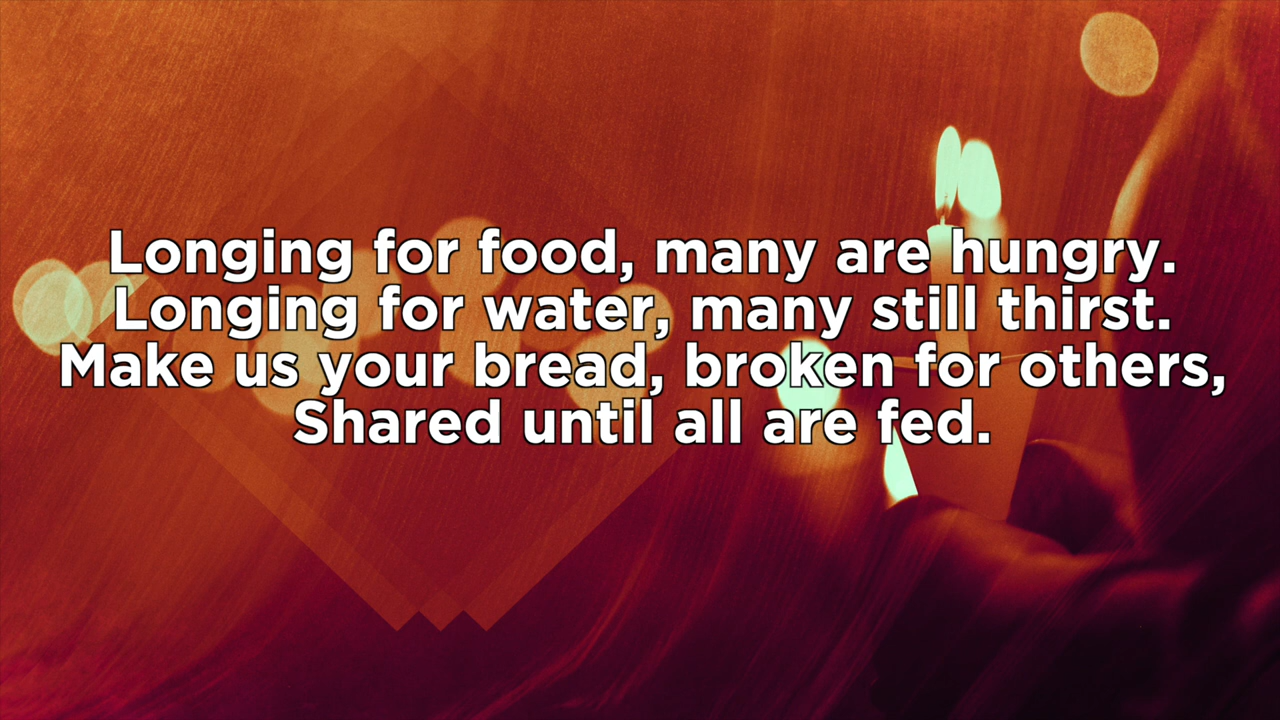 Longing for food, many are hungry.
Longing for water, many still thirst.
Make us your bread, broken for others,
Shared until all are fed.